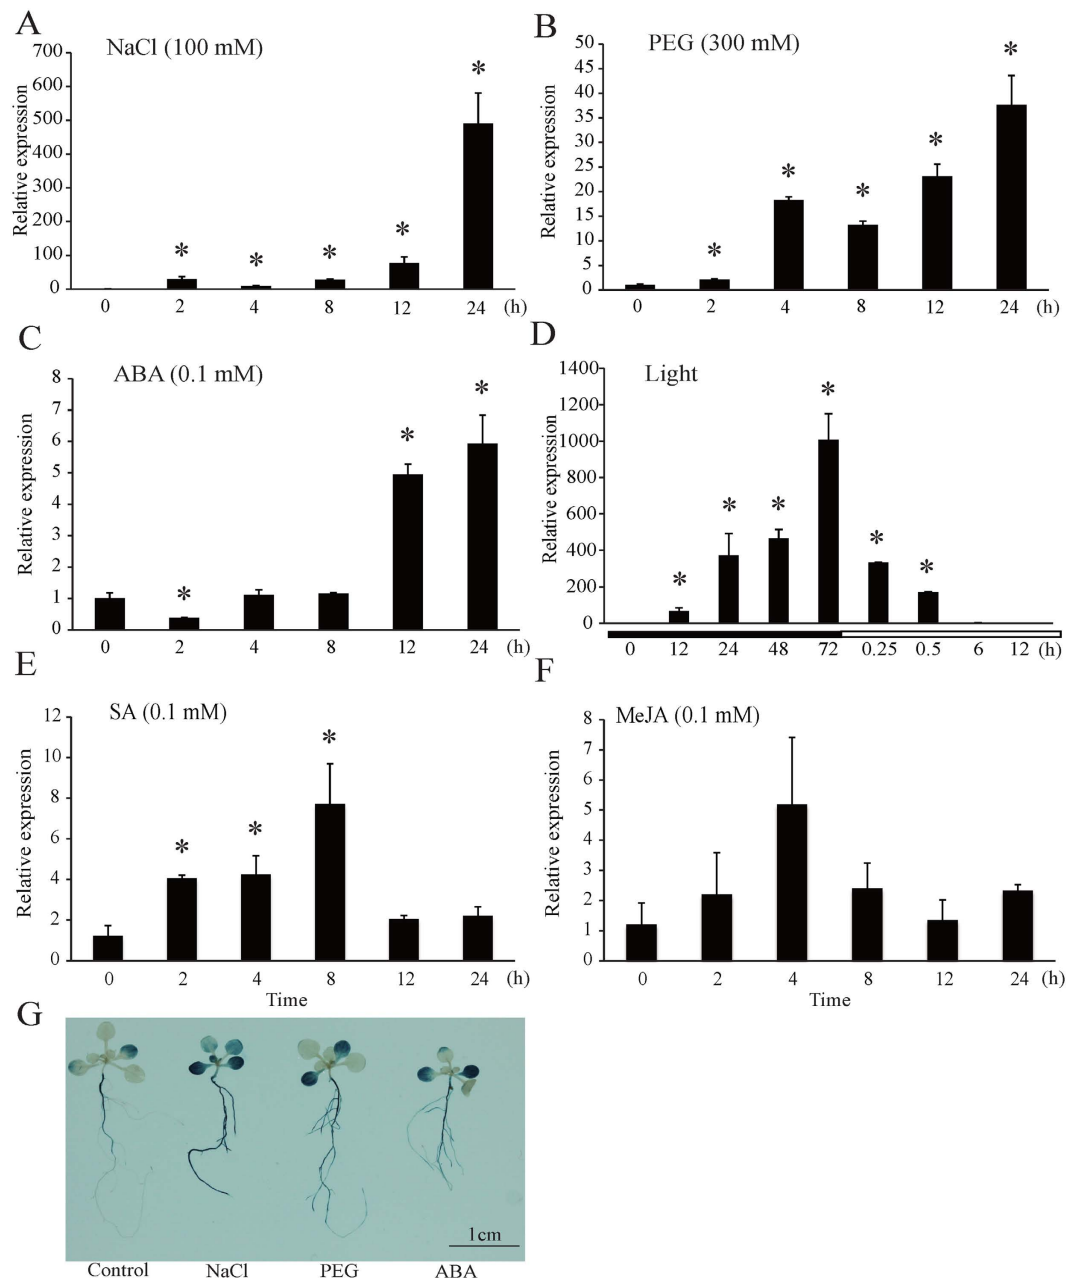 A
NaCl (100 mM)
Relative expression
700
600
500
400
300
200
100
0
* * * * *
0 2 4 8 12 24 (h)
B
PEG (300 mM)
Relative expression
50
45
40
35
30
25
20
15
10
5
0
* * * * *
0 2 4 8 12 24 (h)
C
ABA (0.1 mM)
Relative expression
8
7
6
5
4
3
2
1
0
* * *
0 2 4 8 12 24 (h)
D
Light
Relative expression
1400
1200
1000
800
600
400
200
0
* * * * * *
0 12 24 48 72 0.25 0.5 6 12 (h)
E
SA (0.1 mM)
Relative expression
12
10
8
6
4
2
0
* * *
0 2 4 8 12 24 (h)
Time
F
MeJA (0.1 mM)
Relative expression
8
7
6
5
4
3
2
1
0
0 2 4 8 12 24 (h)
Time
G
1cm
Control NaCl PEG ABA